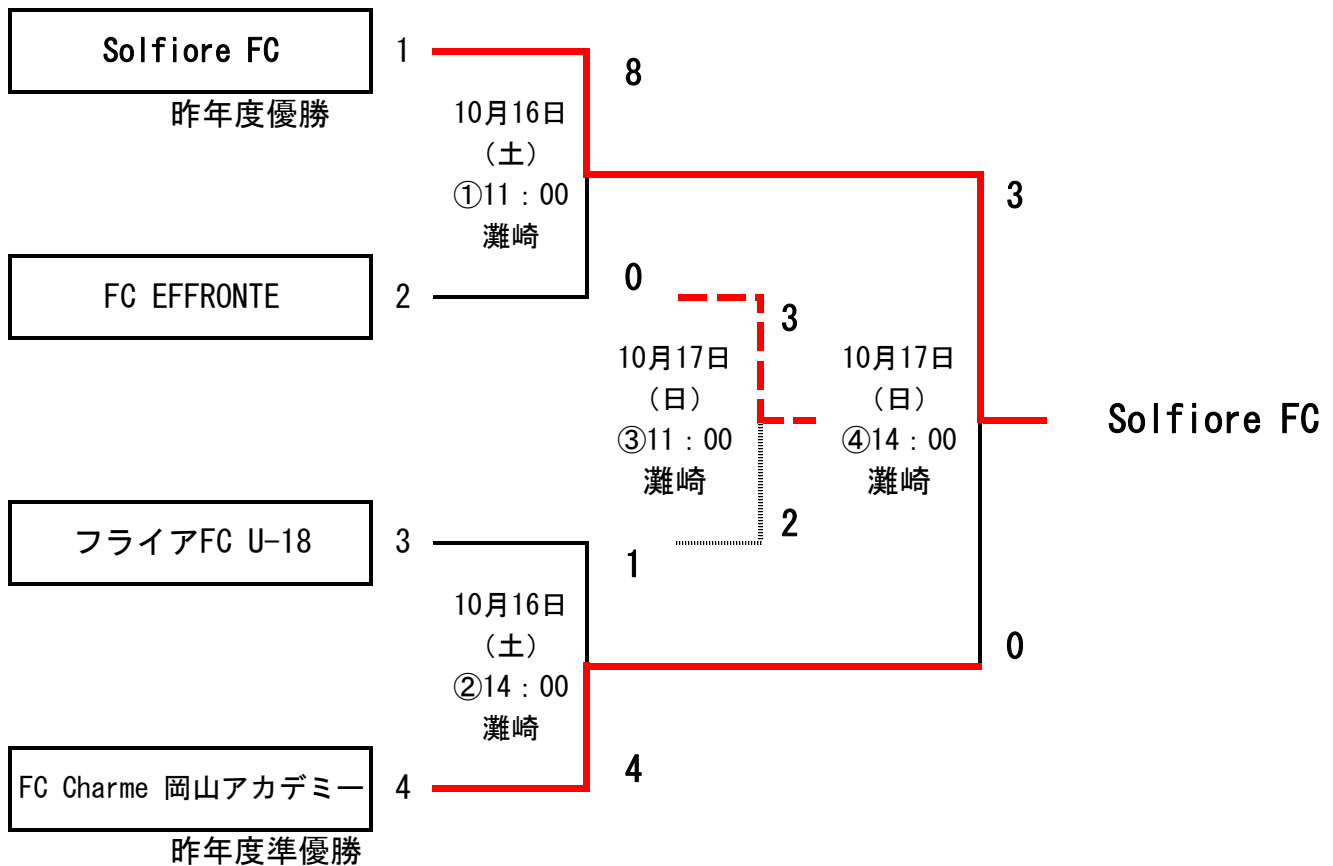 Solfiore FC
1
昨年度優勝
8
10月16日
（土）
①11：00
灘崎
3
FC EFFRONTE
2
0
3
10月17日
（日）
③11：00
灘崎
10月17日
（日）
④14：00
灘崎
Solfiore FC
2
フライアFC U-18
3
1
10月16日
（土）
②14：00
灘崎
0
FC Charme 岡山アカデミー
4
4
昨年度準優勝